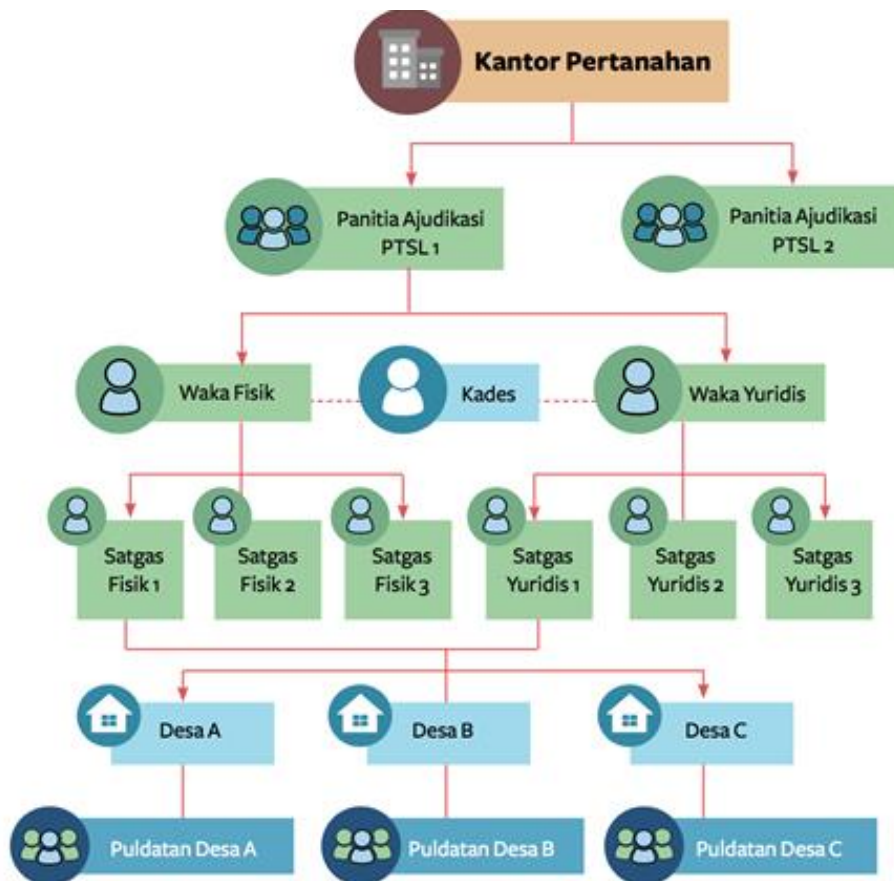 Kantor Pertanahan
Panitia Ajudikasi
PTSL 1
Panitia Ajudikasi
PTSL 2
Waka Fisik
Kades
Waka Yuridis
Satgas
Fisik 1
Satgas
Fisik 2
Satgas
Fisik 3
Satgas
Yuridis 1
Satgas
Yuridis 2
Satgas
Yuridis 3
Desa A
Desa B
Desa C
Puldatan Desa A
Puldatan Desa B
Puldatan Desa C